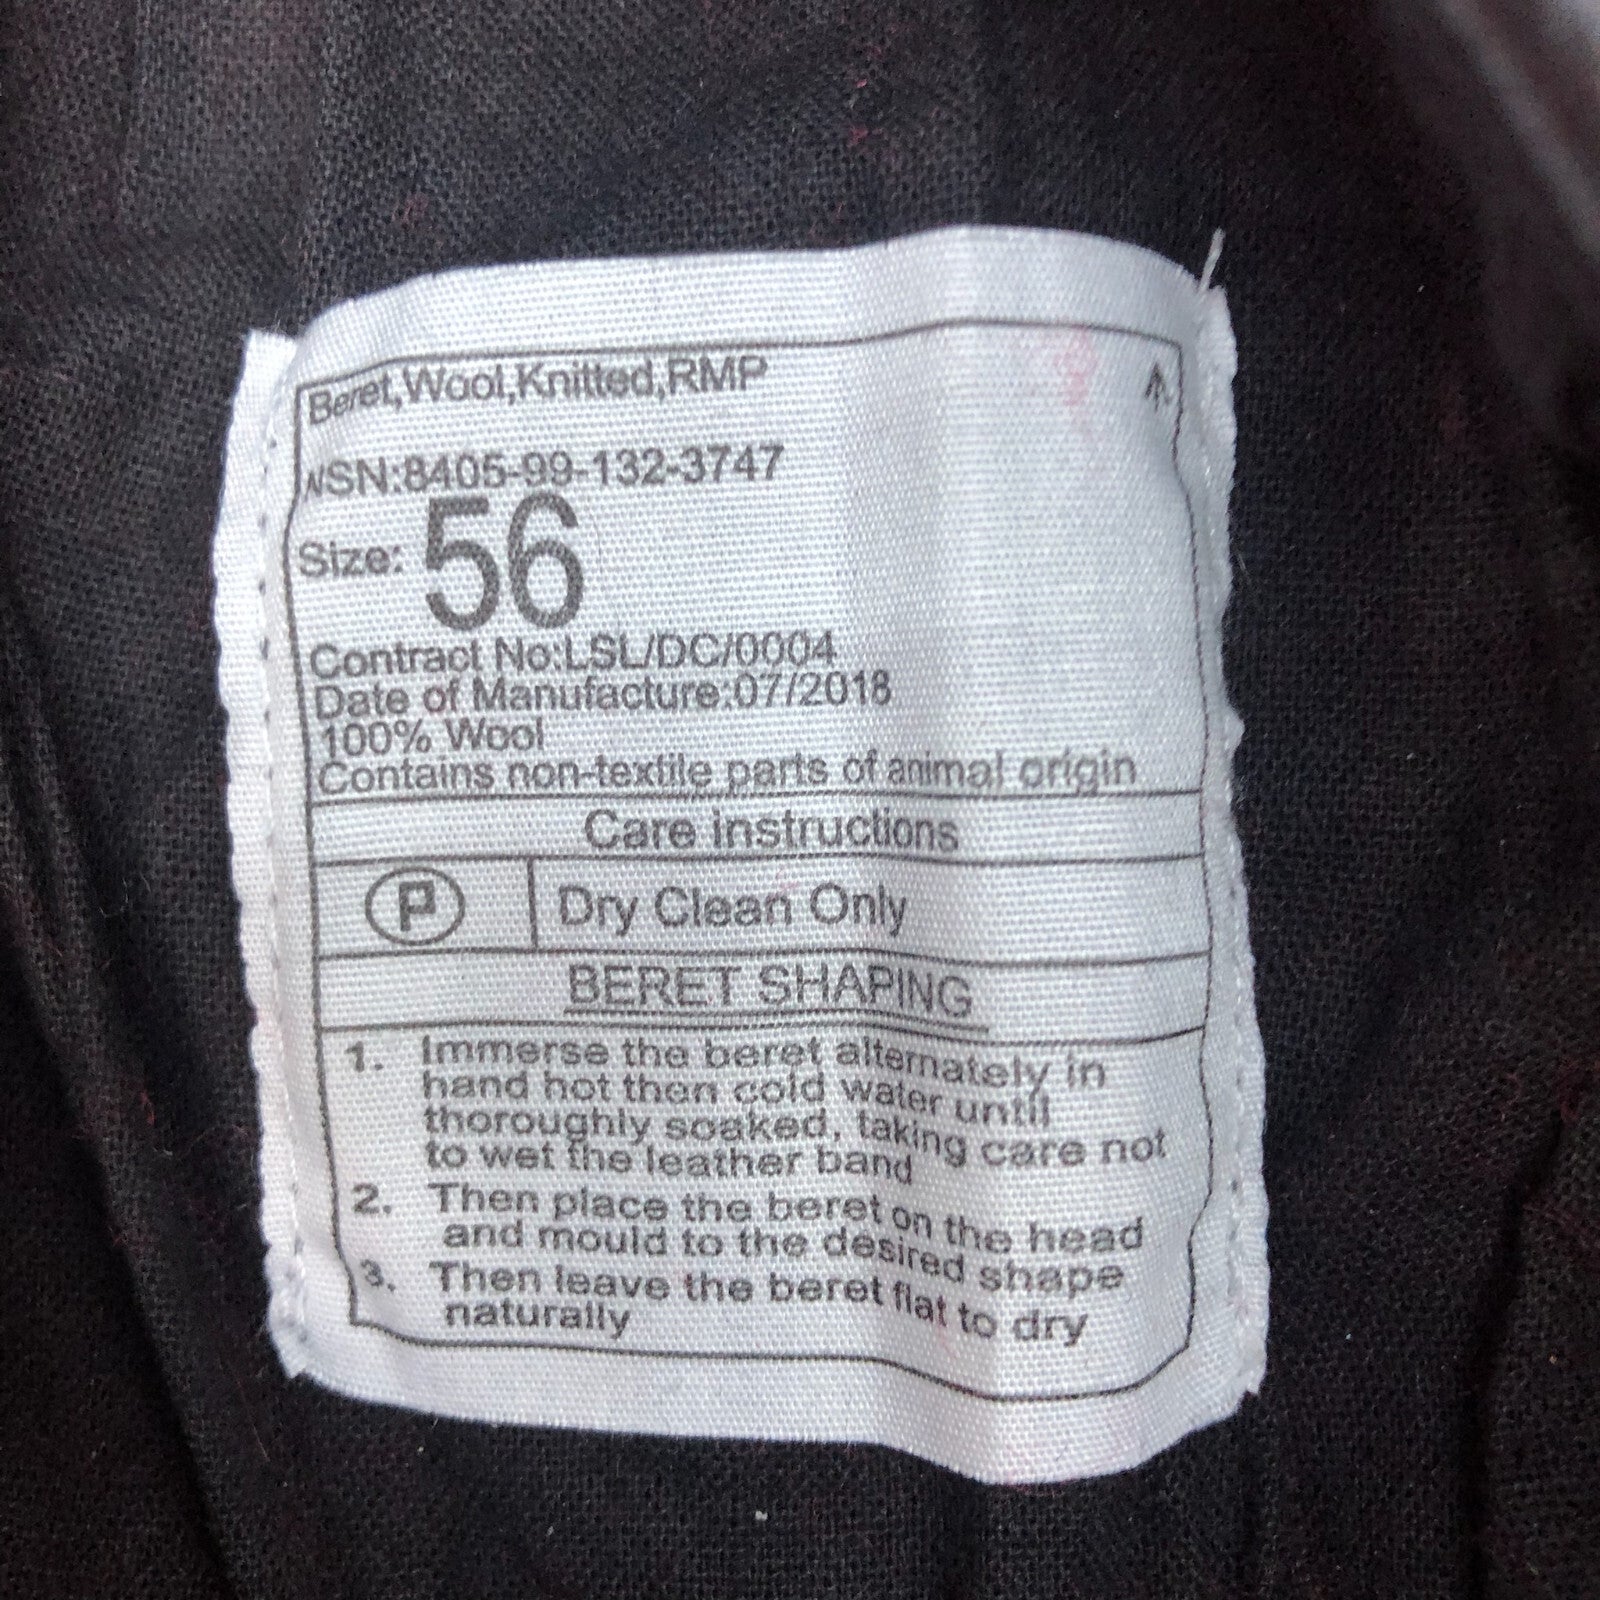 Beret,Wool,Knitted,RMP
NSN:8405-99-132-3747
Size: 56
Contract No:LSL/DC/0004
Date of Manufacture:07/2018
100% Wool
Contains non-textile parts of animal origin
Care instructions
P Dry Clean Only
BERET SHAPING
1. Immerse the beret alternately in
hand hot then cold water until
thoroughly soaked, taking care not
to wet the leather band
2. Then place the beret on the head
and mould to the desired shape
3. Then leave the beret flat to dry
naturally